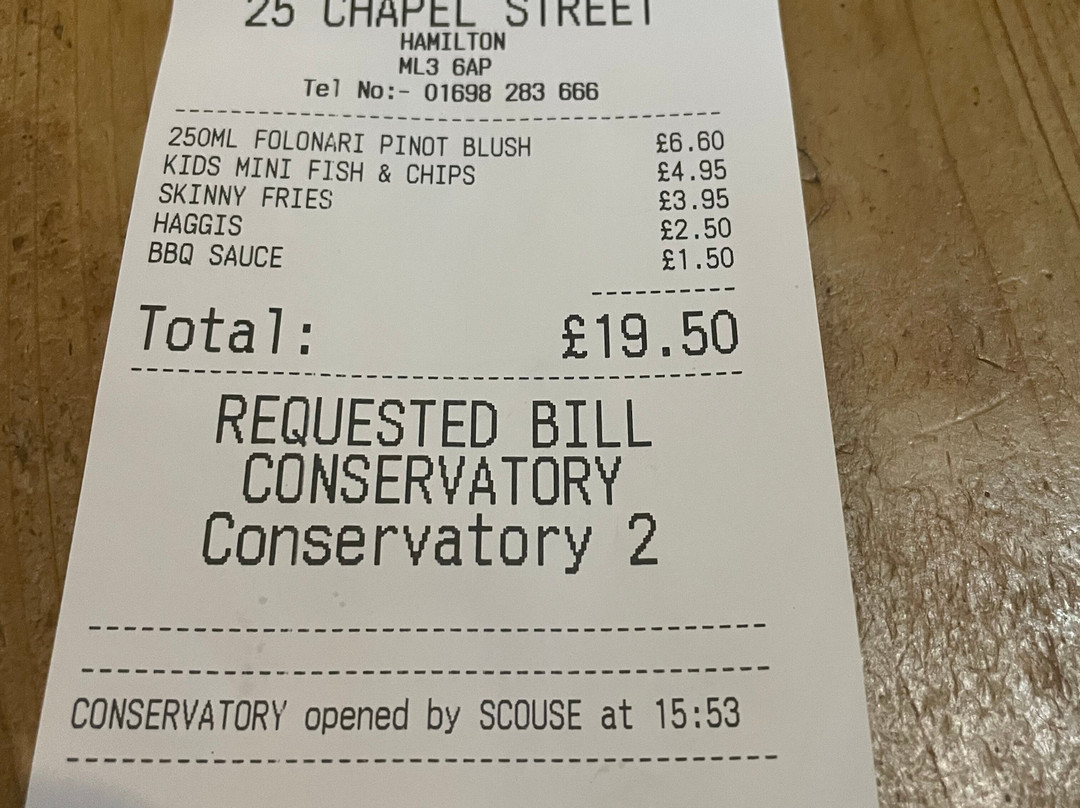 25 CHAPEL STREET
HAMILTON
ML3 6AP
Tel No:- 01698 283 666
250ML FOLONARI PINOT BLUSH £6.60
KIDS MINI FISH & CHIPS £4.95
SKINNY FRIES £3.95
HAGGIS £2.50
BBQ SAUCE £1.50
Total: £19.50
REQUESTED BILL
CONSERVATORY
Conservatory 2
CONSERVATORY opened by SCOUSE at 15:53